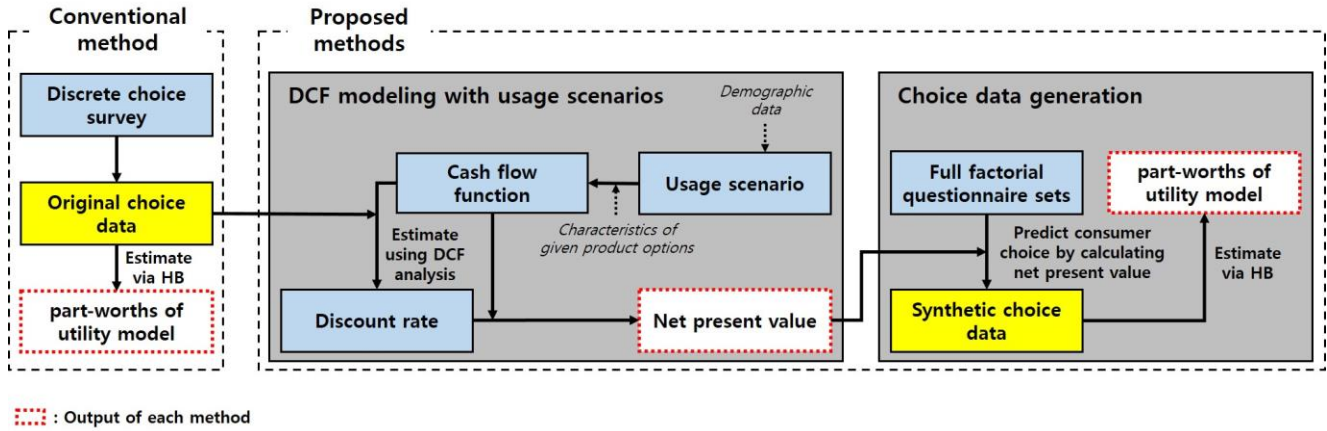 Conventional
method
Discrete choice
survey
Original choice
data
Estimate
via HB
part-worths of
utility model
Proposed
methods
DCF modeling with usage scenarios
Demographic
data
Cash flow
function
Usage scenario
Characteristics of
given product options
Estimate
using DCF
analysis
Discount rate
Net present value
Choice data generation
Full factorial
questionnaire sets
part-worths of
utility model
Predict consumer
choice by calculating
net present value
Estimate
via HB
Synthetic choice
data
: Output of each method